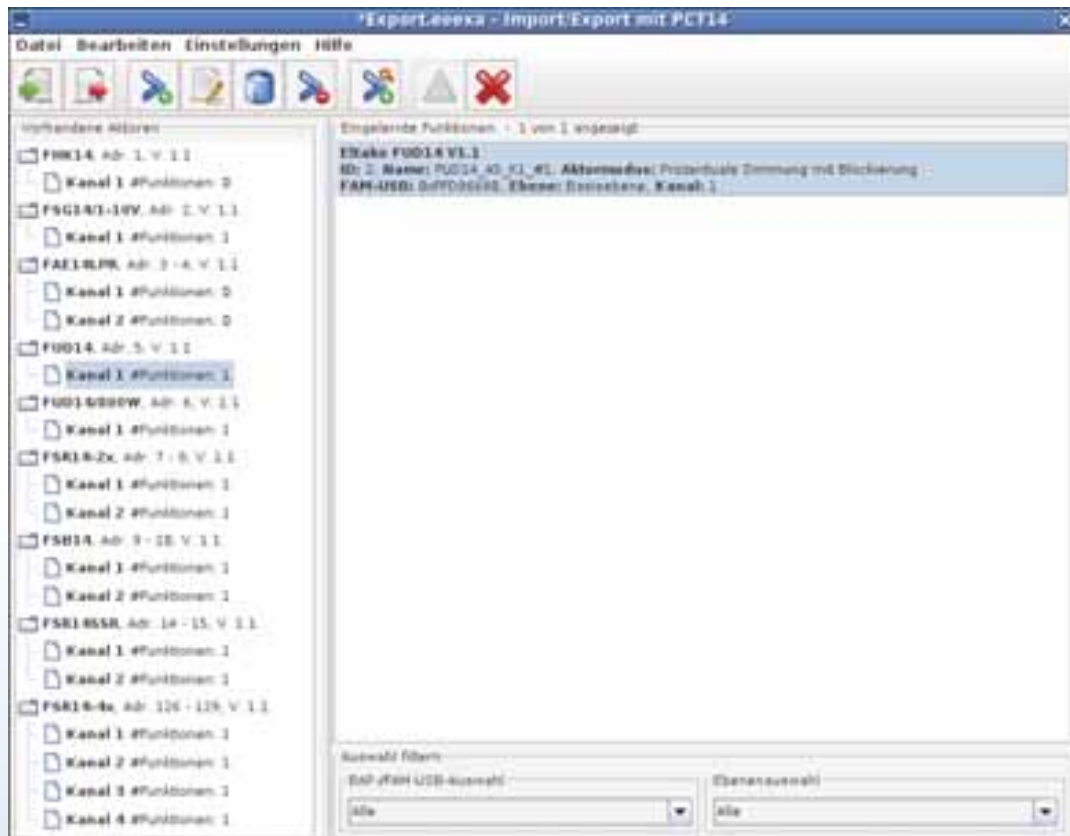 *Export.eeexa - Import/Export mit PCT14
Datei Bearbeiten Einstellungen Hilfe
Vorhandene Aktoren
FHK14, Adr. 1, V. 1.1
Kanal 1 #Funktionen: 0
FSG14/1-10V, Adr. 2, V. 1.1
Kanal 1 #Funktionen: 1
FAE14LPR, Adr. 3 - 4, V. 1.1
Kanal 1 #Funktionen: 0
Kanal 2 #Funktionen: 0
FUD14, Adr. 5, V. 1.1
Kanal 1 #Funktionen: 1
FUD14/800W, Adr. 6, V. 1.1
Kanal 1 #Funktionen: 1
FSR14-2x, Adr. 7 - 8, V. 1.1
Kanal 1 #Funktionen: 1
Kanal 2 #Funktionen: 1
FSB14, Adr. 9 - V. 1.1
Kanal 1 #Funktionen: 1
Kanal 2 #Funktionen: 1
FSR14SSR, Adr. 14 - 15, V. 1.1
Kanal 1 #Funktionen: 1
Kanal 2 #Funktionen: 1
FSR14-4x, Adr. 126 - 129, V. 1.1
Kanal 1 #Funktionen: 1
Kanal 2 #Funktionen: 1
Kanal 3 #Funktionen: 1
Kanal 4 #Funktionen: 1
Eingelernte Funktionen - 1 von 1 angezeigt
Eltako FUD14 V1.1
ID: 2, Name: Aktormodus: Prozentuale Dimmung mit Blockierung
FAM-USB: Ebene: Basisebene, Kanal: 1
Auswahl filtern
BAP-/FAM-USB-Auswahl
Alle
Ebenenauswahl
Alle